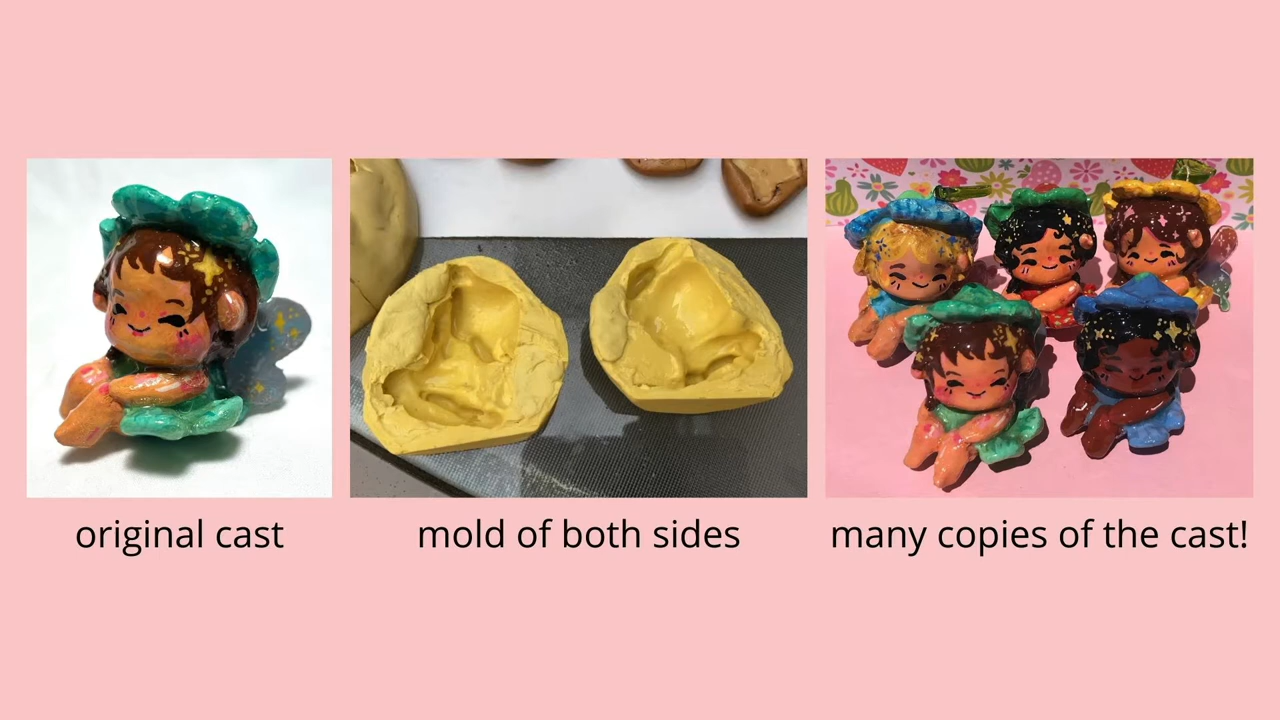 original cast
mold of both sides
many copies of the cast!